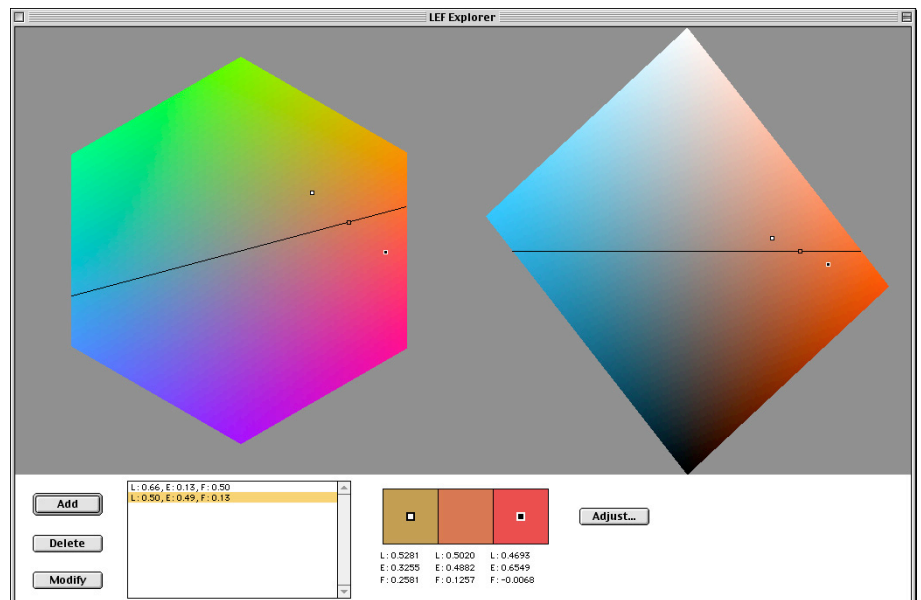 LEF Explorer
L: 0.66, E: 0.13, F: 0.50
L: 0.50, E: 0.49, F: 0.13
Add
Delete
Modify
Adjust...
L: 0.5281 L: 0.5020 L: 0.4693
E: 0.3255 E: 0.4882 E: 0.6549
F: 0.2581 F: 0.1257 F: -0.0068